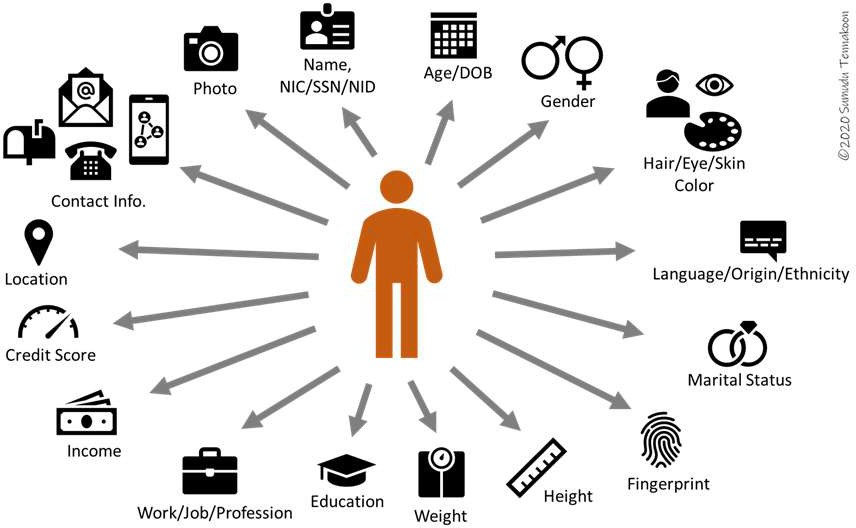 Name,
NIC/SSN/NID
Age/DOB
Photo
Gender
Hair/Eye/Skin
Color
Contact Info.
Location
Language/Origin/Ethnicity
Credit Score
Marital Status
Income
Fingerprint
Work/Job/Profession
Education
Weight
Height
@
©2020 Sumudu Tennakoon